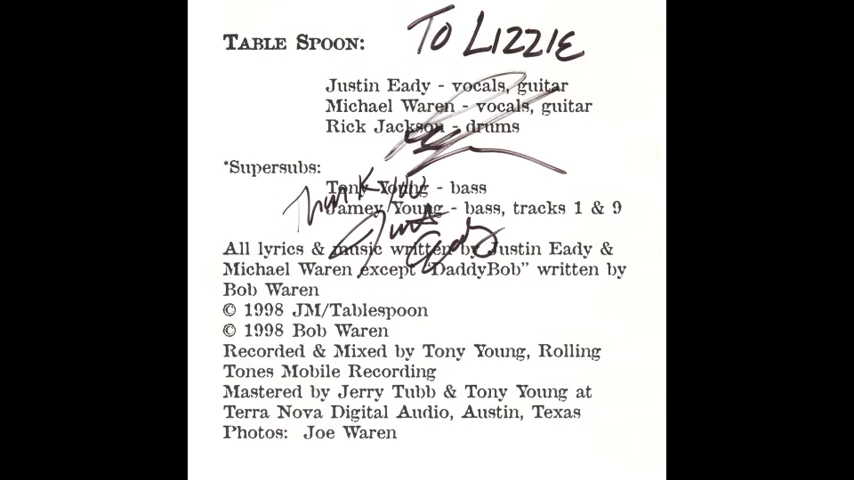 TABLE SPOON:
TO LIZZIE
Justin Eady - vocals, guitar
Michael Waren - vocals, guitar
Rick Jackson - drums
*Supersubs:
Tony Young - bass
Jamey Young - bass, tracks 1 & 9
Thank You
Justin Eady
All lyrics & music written by Justin Eady &
Michael Waren except "DaddyBob" written by
Bob Waren
© 1998 JM/Tablespoon
© 1998 Bob Waren
Recorded & Mixed by Tony Young, Rolling
Tones Mobile Recording
Mastered by Jerry Tubb & Tony Young at
Terra Nova Digital Audio, Austin, Texas
Photos: Joe Waren